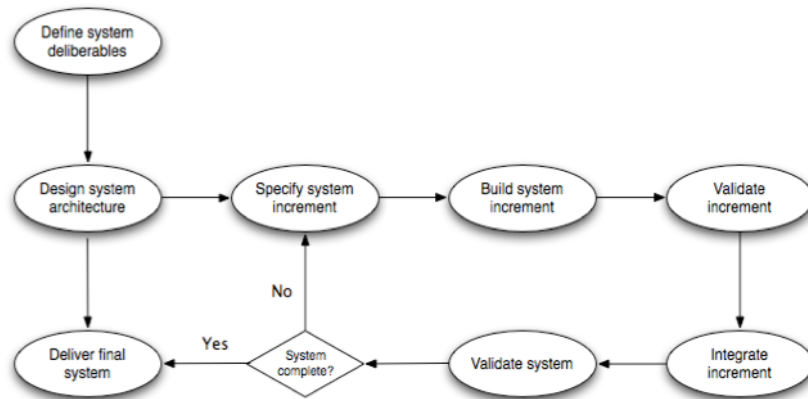 Define system
deliberables
Design system
architecture
Specify system
increment
Build system
increment
Validate
increment
No
Yes
Deliver final
system
System
complete?
Validate system
Integrate
increment